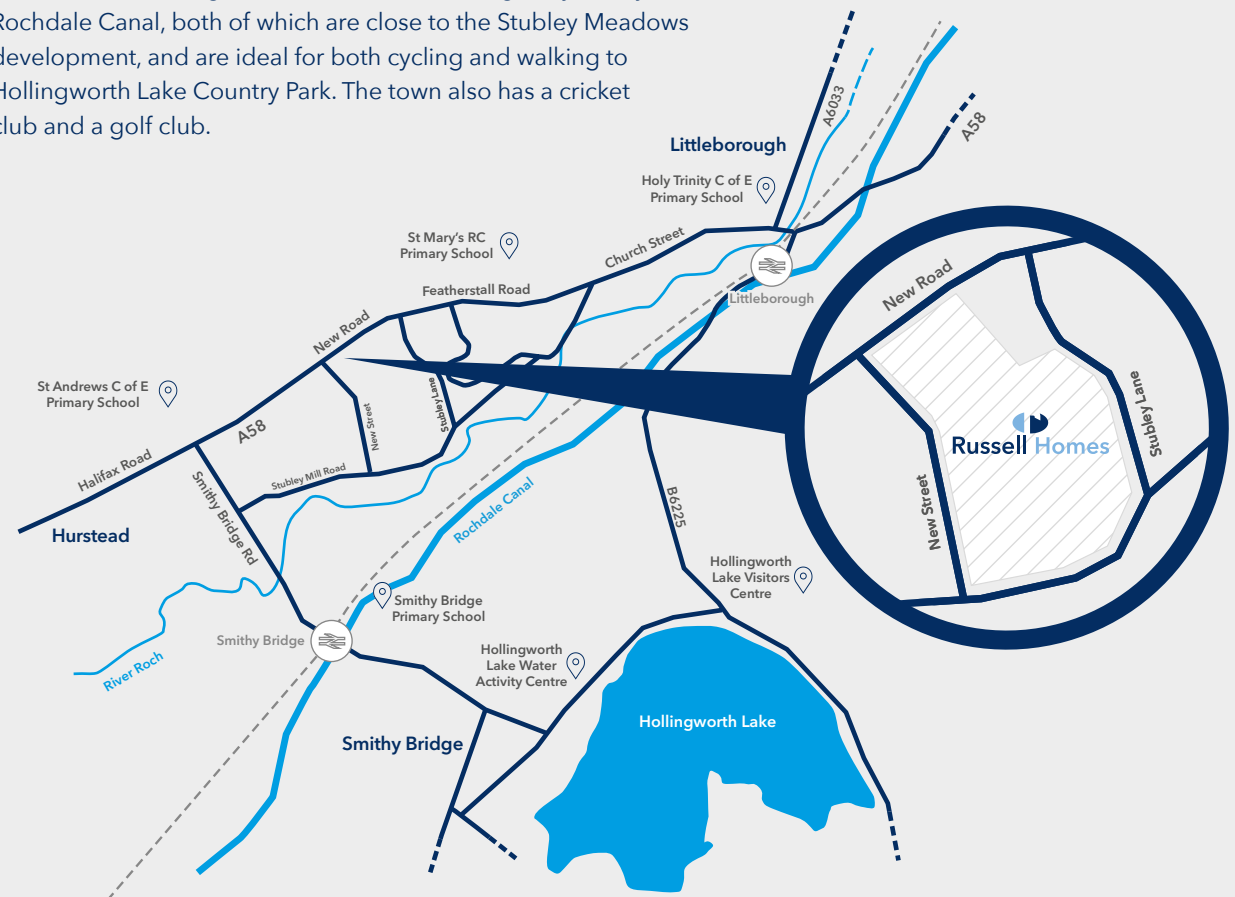 Rochdale Canal, both of which are close to the Stubley Meadows
development, and are ideal for both cycling and walking to
Hollingworth Lake Country Park. The town also has a cricket
club and a golf club.
A6033
A58
Littleborough
Holy Trinity C of E
Primary School
St Mary's RC
Primary School
Church Street
Featherstall Road
Littleborough
New Road
New Road
St Andrews C of E
Primary School
New Street
Stubley Lane
Stubley Lane
A58
Russell Homes
Halifax Road
Stubley Mill Road
Smithy Bridge Rd
Rochdale Canal
B6225
New Street
Hurstead
Hollingworth
Lake Visitors
Centre
Smithy Bridge
Primary School
Smithy Bridge
River Roch
Hollingworth
Lake Water
Activity Centre
Hollingworth Lake
Smithy Bridge